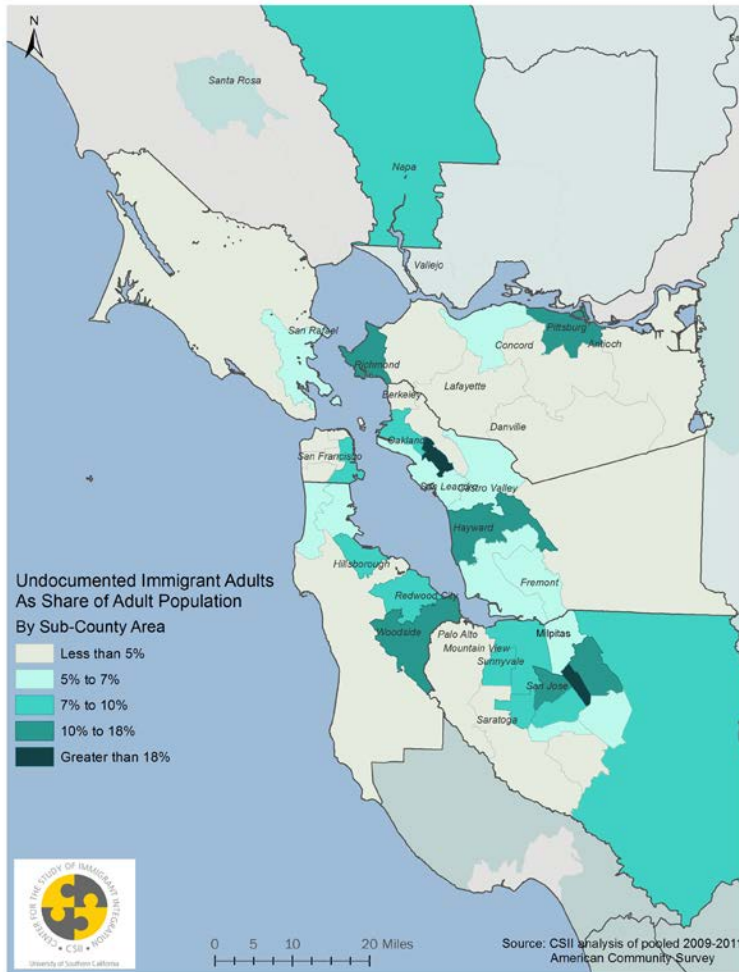 N
Santa Rosa
Napa
Vallejo
San Rafael
Pittsburg
Richmond
Concord
Antioch
Lafayette
Berkeley
Danville
Oakland
San Francisco
San Leandro
Castro Valley
Hayward
Hillsborough
Fremont
Redwood City
Woodside
Palo Alto
Milpitas
Mountain View
Sunnyvale
San Jose
Saratoga
Undocumented Immigrant Adults
As Share of Adult Population
By Sub-County Area
Less than 5%
5% to 7%
7% to 10%
10% to 18%
Greater than 18%
CENTER FOR THE STUDY OF IMMIGRANT INTEGRATION
• CSII •
University of Southern California
0 5 10 20 Miles
Source: CSII analysis of pooled 2009-2011
American Community Survey